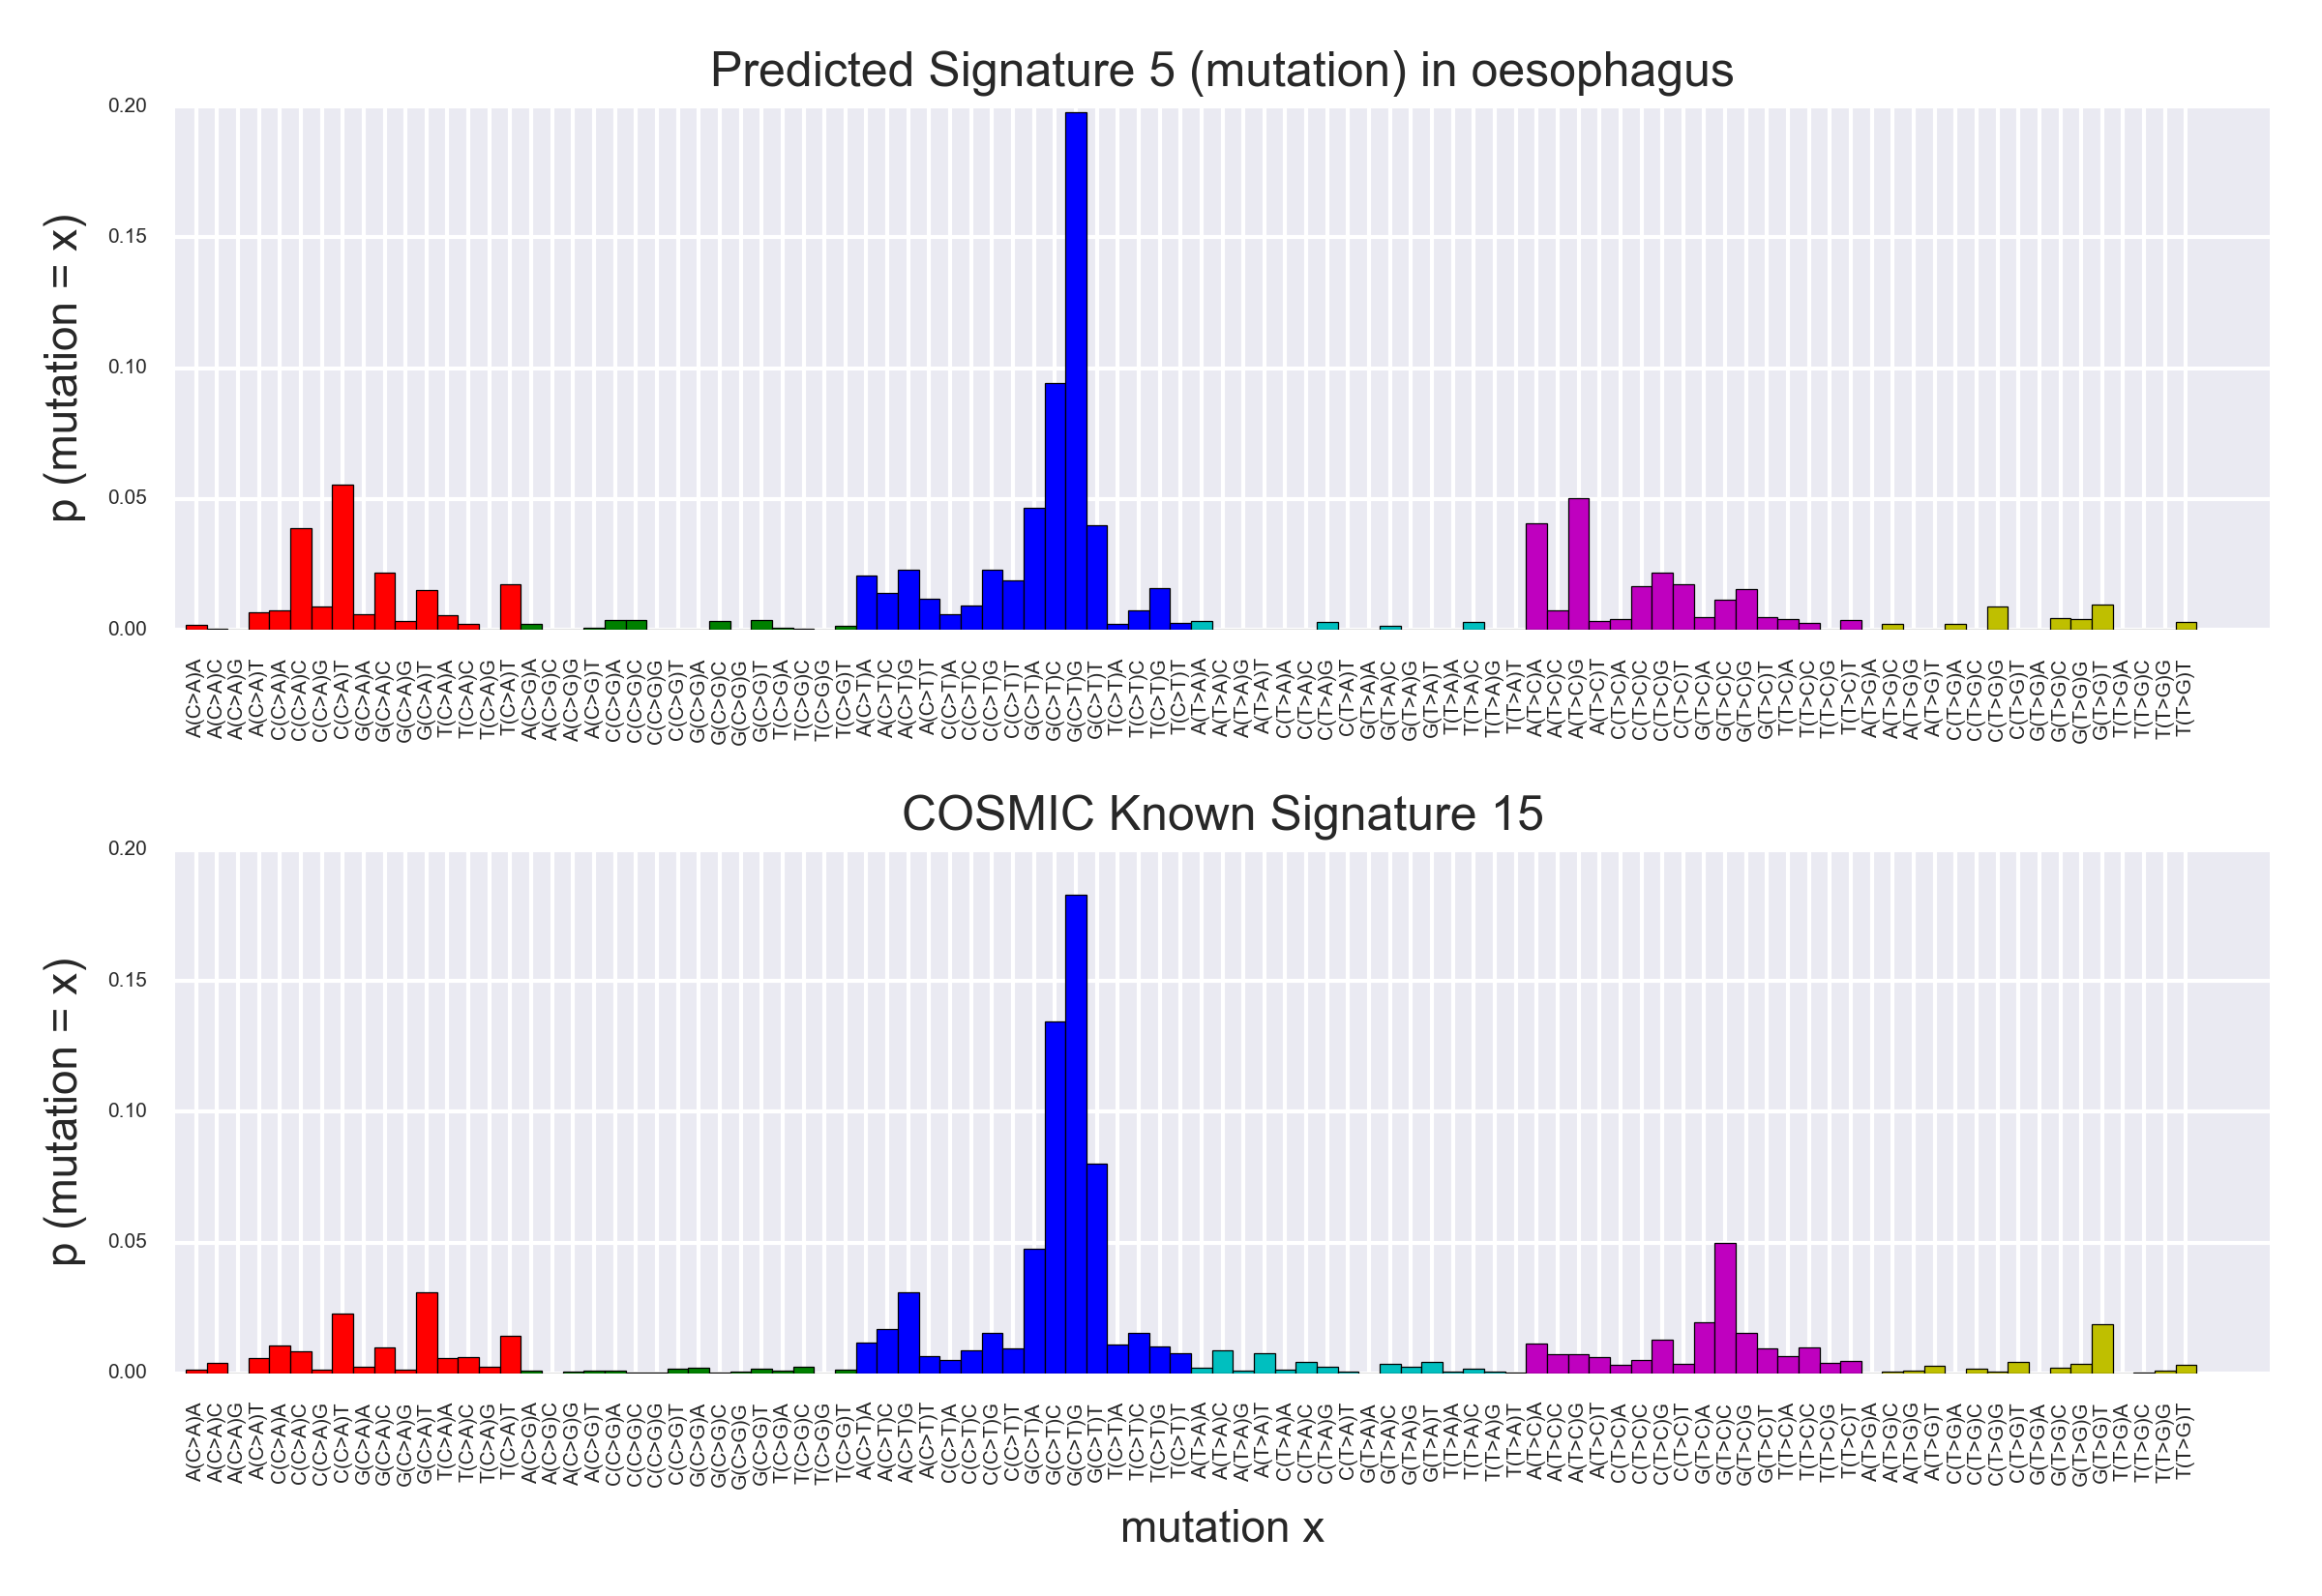 Predicted Signature 5 (mutation) in oesophagus
p (mutation = x)
0.20
0.15
0.10
0.05
0.00
A(C>A)A A(C>A)C A(C>A)G A(C>A)T C(C>A)A C(C>A)C C(C>A)G C(C>A)T G(C>A)A G(C>A)C G(C>A)G G(C>A)T T(C>A)A T(C>A)C T(C>A)G T(C>A)T A(C>G)A A(C>G)C A(C>G)G A(C>G)T C(C>G)A C(C>G)C C(C>G)G C(C>G)T G(C>G)A G(C>G)C G(C>G)G G(C>G)T T(C>G)A T(C>G)C T(C>G)G T(C>G)T A(C>T)A A(C>T)C A(C>T)G A(C>T)T C(C>T)A C(C>T)C C(C>T)G C(C>T)T G(C>T)A G(C>T)C G(C>T)G G(C>T)T T(C>T)A T(C>T)C T(C>T)G T(C>T)T A(T>A)A A(T>A)C A(T>A)G A(T>A)T C(T>A)A C(T>A)C C(T>A)G C(T>A)T G(T>A)A G(T>A)C G(T>A)G G(T>A)T T(T>A)A T(T>A)C T(T>A)G T(T>A)T A(T>C)A A(T>C)C A(T>C)G A(T>C)T C(T>C)A C(T>C)C C(T>C)G C(T>C)T G(T>C)A G(T>C)C G(T>C)G G(T>C)T T(T>C)A T(T>C)C T(T>C)G T(T>C)T A(T>G)A A(T>G)C A(T>G)G A(T>G)T C(T>G)A C(T>G)C C(T>G)G C(T>G)T G(T>G)A G(T>G)C G(T>G)G G(T>G)T T(T>G)A T(T>G)C T(T>G)G T(T>G)T
COSMIC Known Signature 15
p (mutation = x)
0.20
0.15
0.10
0.05
0.00
A(C>A)A A(C>A)C A(C>A)G A(C>A)T C(C>A)A C(C>A)C C(C>A)G C(C>A)T G(C>A)A G(C>A)C G(C>A)G G(C>A)T T(C>A)A T(C>A)C T(C>A)G T(C>A)T A(C>G)A A(C>G)C A(C>G)G A(C>G)T C(C>G)A C(C>G)C C(C>G)G C(C>G)T G(C>G)A G(C>G)C G(C>G)G G(C>G)T T(C>G)A T(C>G)C T(C>G)G T(C>G)T A(C>T)A A(C>T)C A(C>T)G A(C>T)T C(C>T)A C(C>T)C C(C>T)G C(C>T)T G(C>T)A G(C>T)C G(C>T)G G(C>T)T T(C>T)A T(C>T)C T(C>T)G T(C>T)T A(T>A)A A(T>A)C A(T>A)G A(T>A)T C(T>A)A C(T>A)C C(T>A)G C(T>A)T G(T>A)A G(T>A)C G(T>A)G G(T>A)T T(T>A)A T(T>A)C T(T>A)G T(T>A)T A(T>C)A A(T>C)C A(T>C)G A(T>C)T C(T>C)A C(T>C)C C(T>C)G C(T>C)T G(T>C)A G(T>C)C G(T>C)G G(T>C)T T(T>C)A T(T>C)C T(T>C)G T(T>C)T A(T>G)A A(T>G)C A(T>G)G A(T>G)T C(T>G)A C(T>G)C C(T>G)G C(T>G)T G(T>G)A G(T>G)C G(T>G)G G(T>G)T T(T>G)A T(T>G)C T(T>G)G T(T>G)T
mutation x